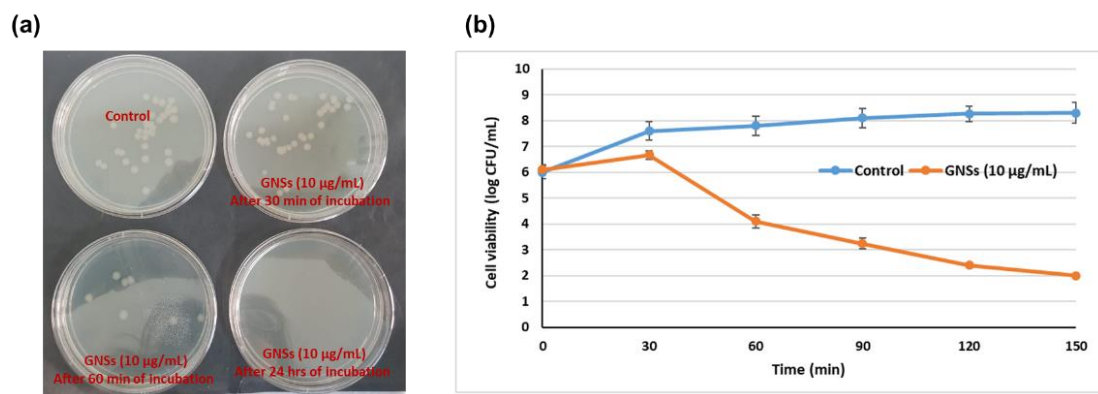 (a)
Control
GNSs (10 µg/mL)
After 30 min of incubation
GNSs (10 µg/mL)
After 60 min of incubation
GNSs (10 µg/mL)
After 24 hrs of incubation
(b)
10
9
8
7
6
5
4
3
2
1
0
Cell viability (log CFU/mL)
Control
GNSs (10 µg/mL)
0 30 60 90 120 150
Time (min)